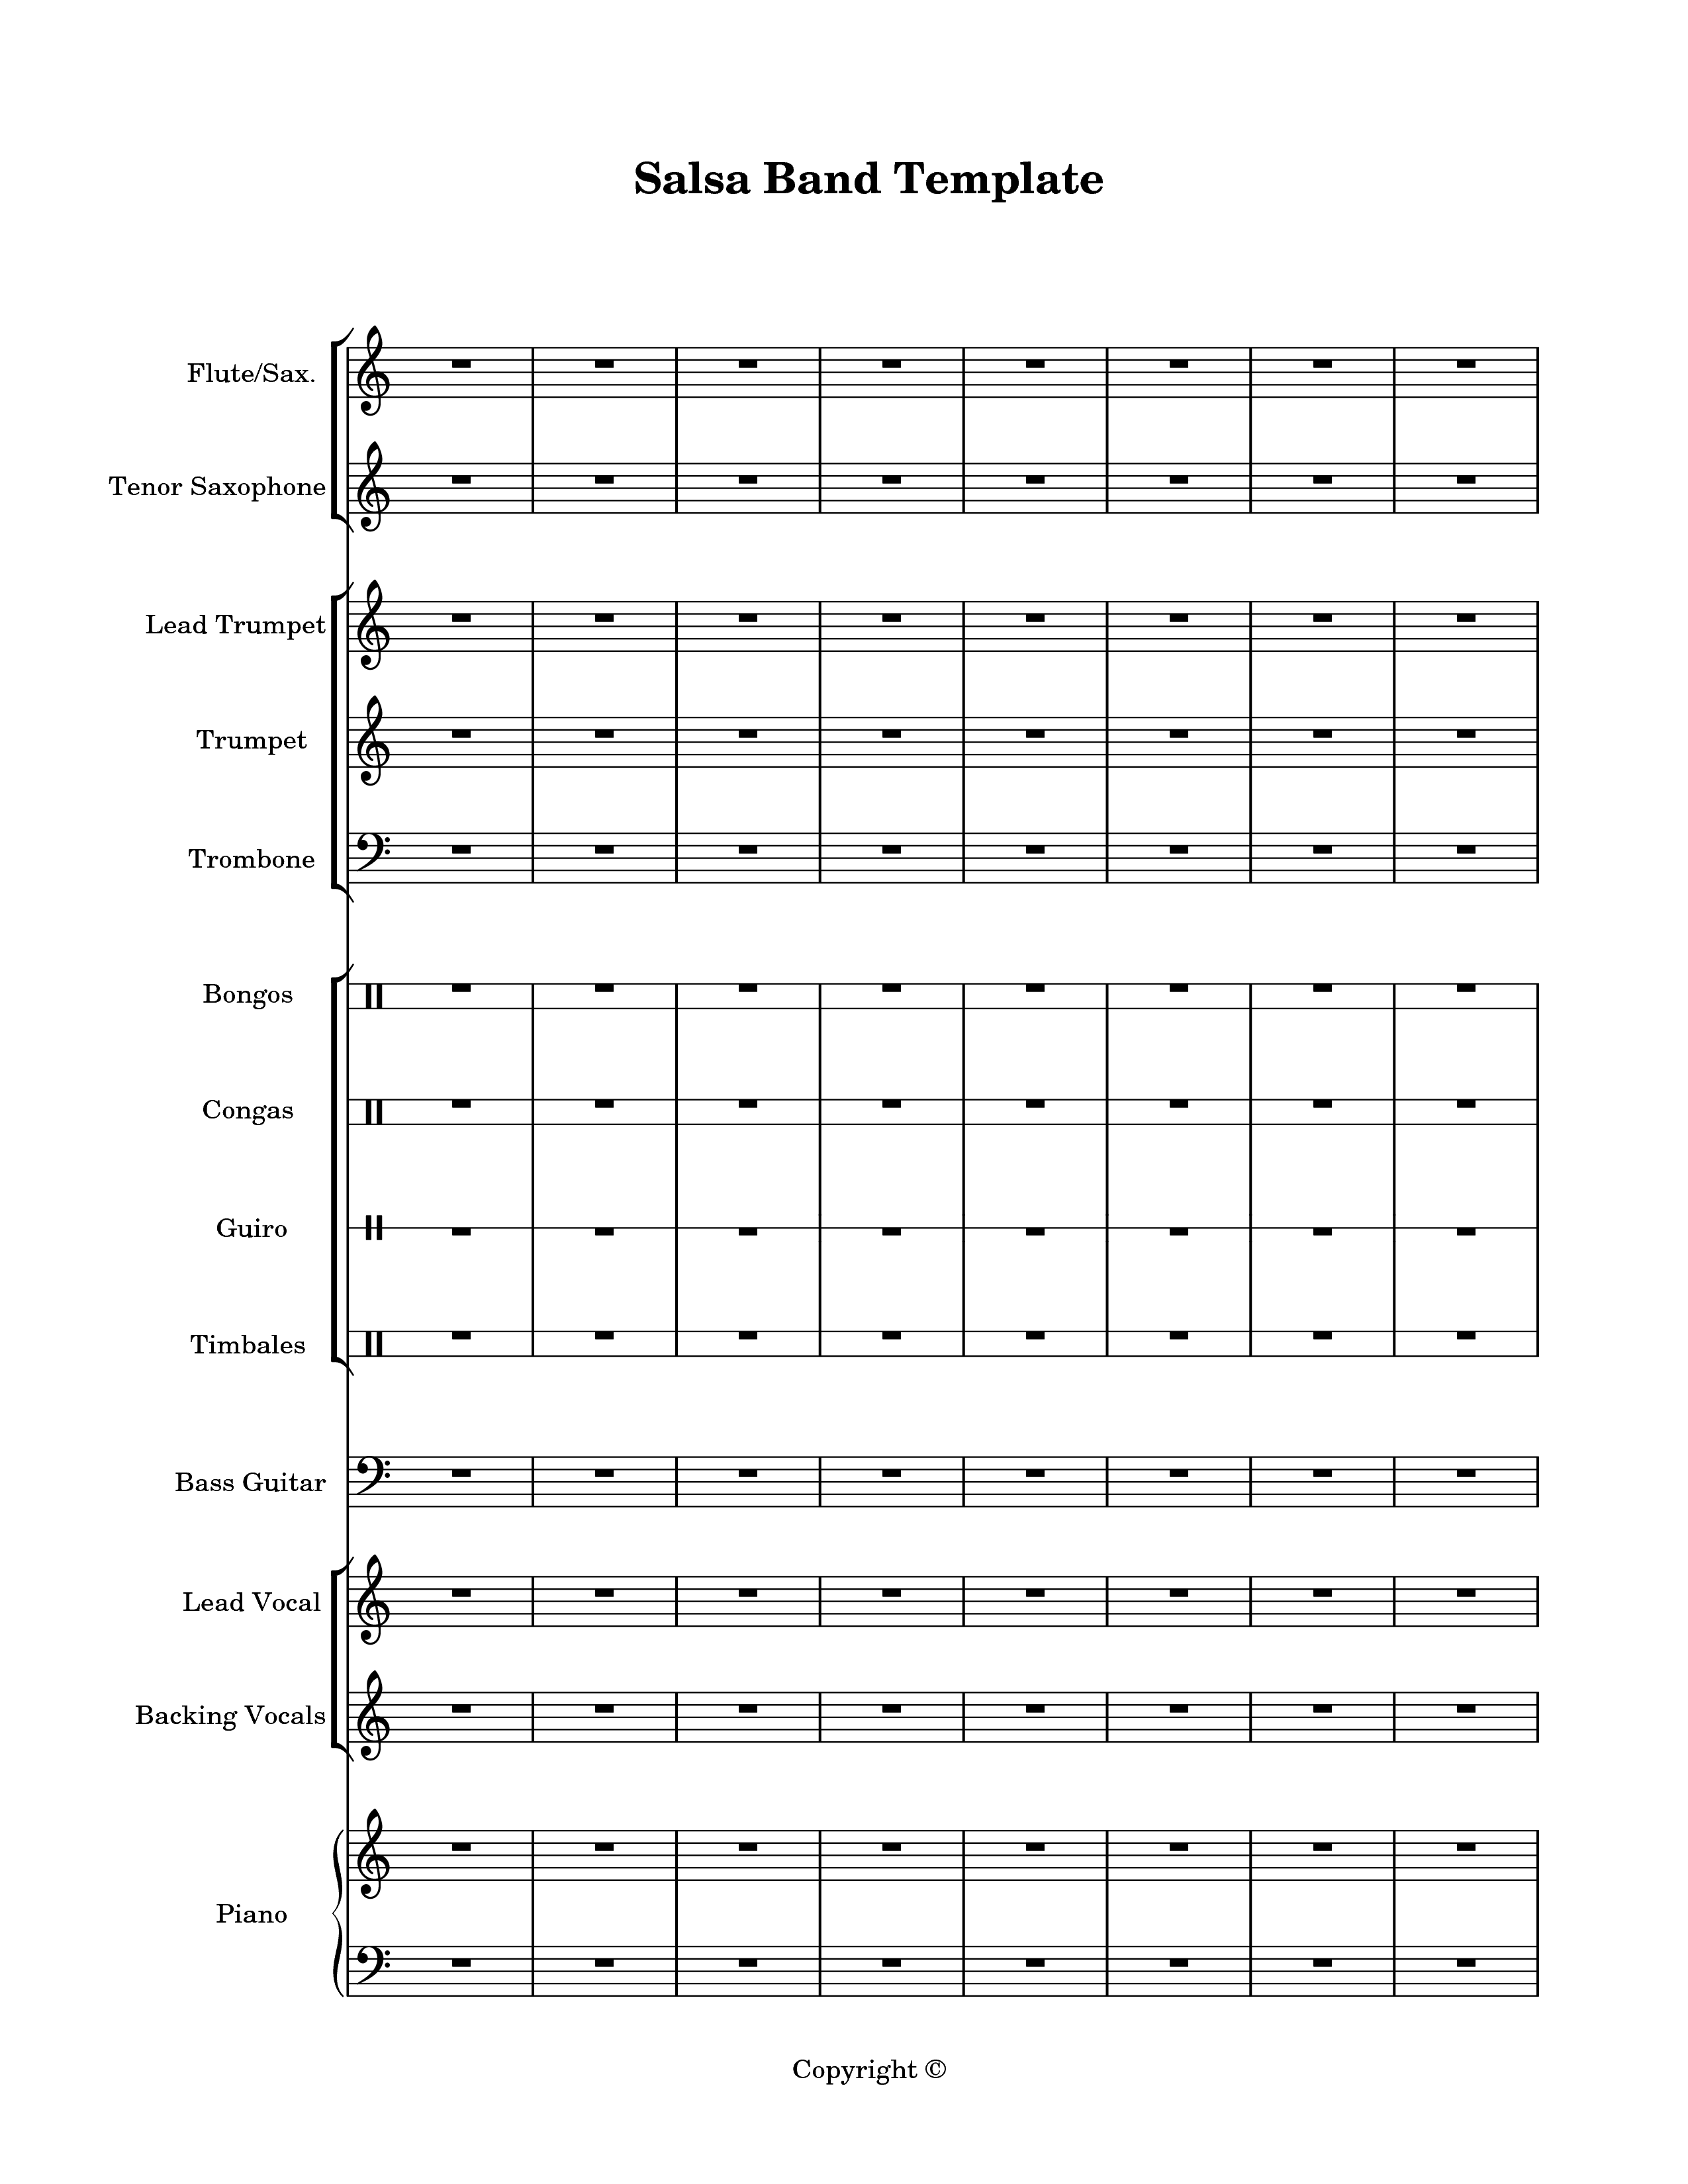 Salsa Band Template
Flute/Sax.
Tenor Saxophone
Lead Trumpet
Trumpet
Trombone
Bongos
Congas
Guiro
Timbales
Bass Guitar
Lead Vocal
Backing Vocals
Piano
Copyright ©